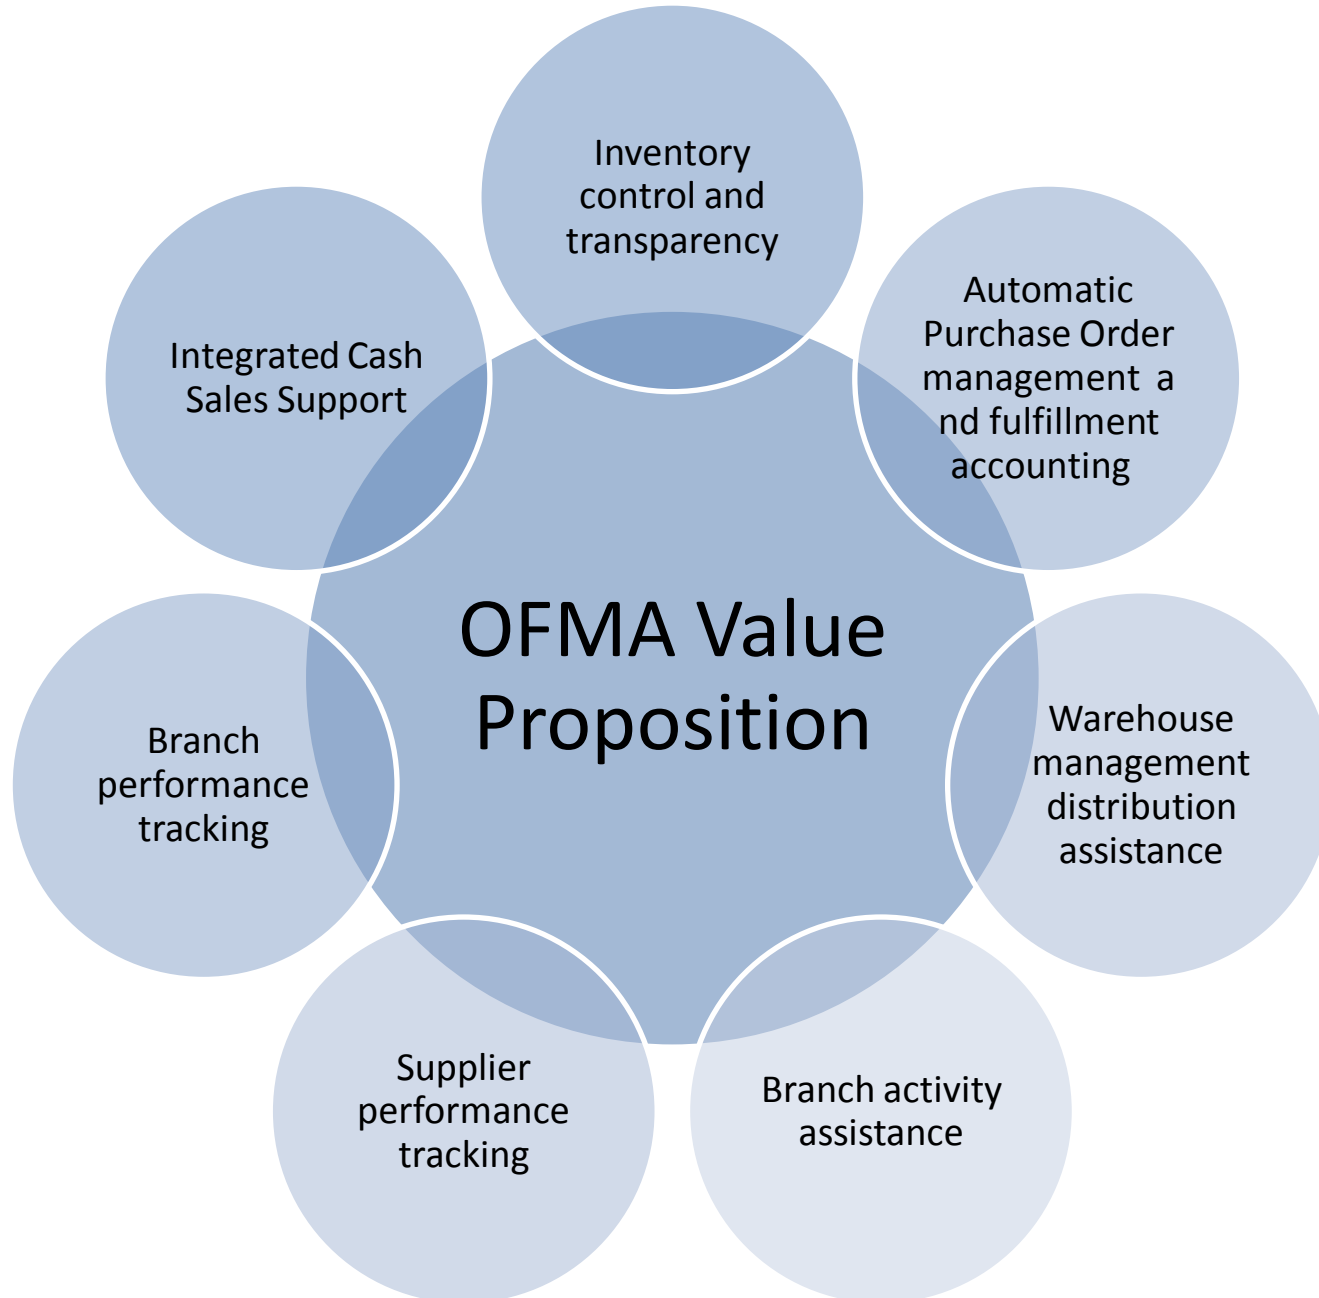 Inventory
control and
transparency
Automatic
Purchase Order
management a
nd fulfillment
accounting
Warehouse
management
distribution
assistance
Branch activity
assistance
Supplier
performance
tracking
Branch
performance
tracking
Integrated Cash
Sales Support
OFMA Value
Proposition